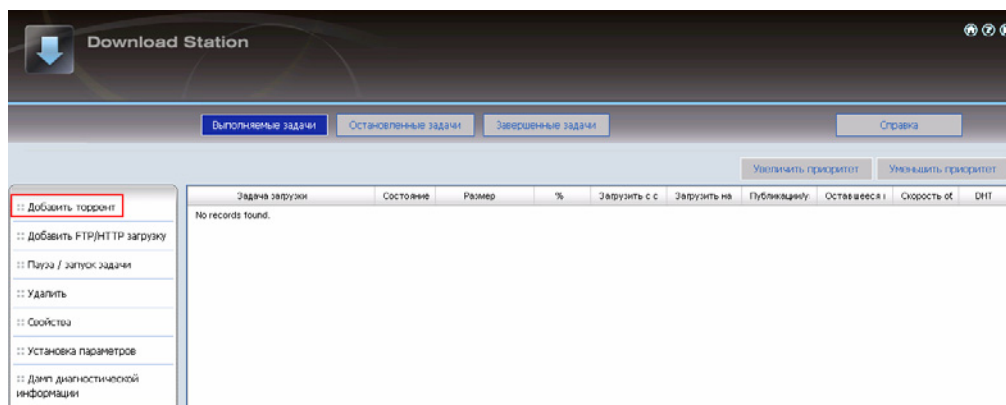 Download Station
Выполняемые задачи Остановленные задачи Завершенные задачи Справка
Увеличить приоритет Уменьшить приоритет
Задача загрузки Состояние Размер % Загрузить с с Загрузить на Публикации/у Оставшееся Скорость об DHT
No records found.
:: Добавить торрент
:: Добавить FTP/HTTP загрузку
:: Пауза / запуск задачи
:: Удалить
:: Свойства
:: Установка параметров
:: Дамп диагностической
информации